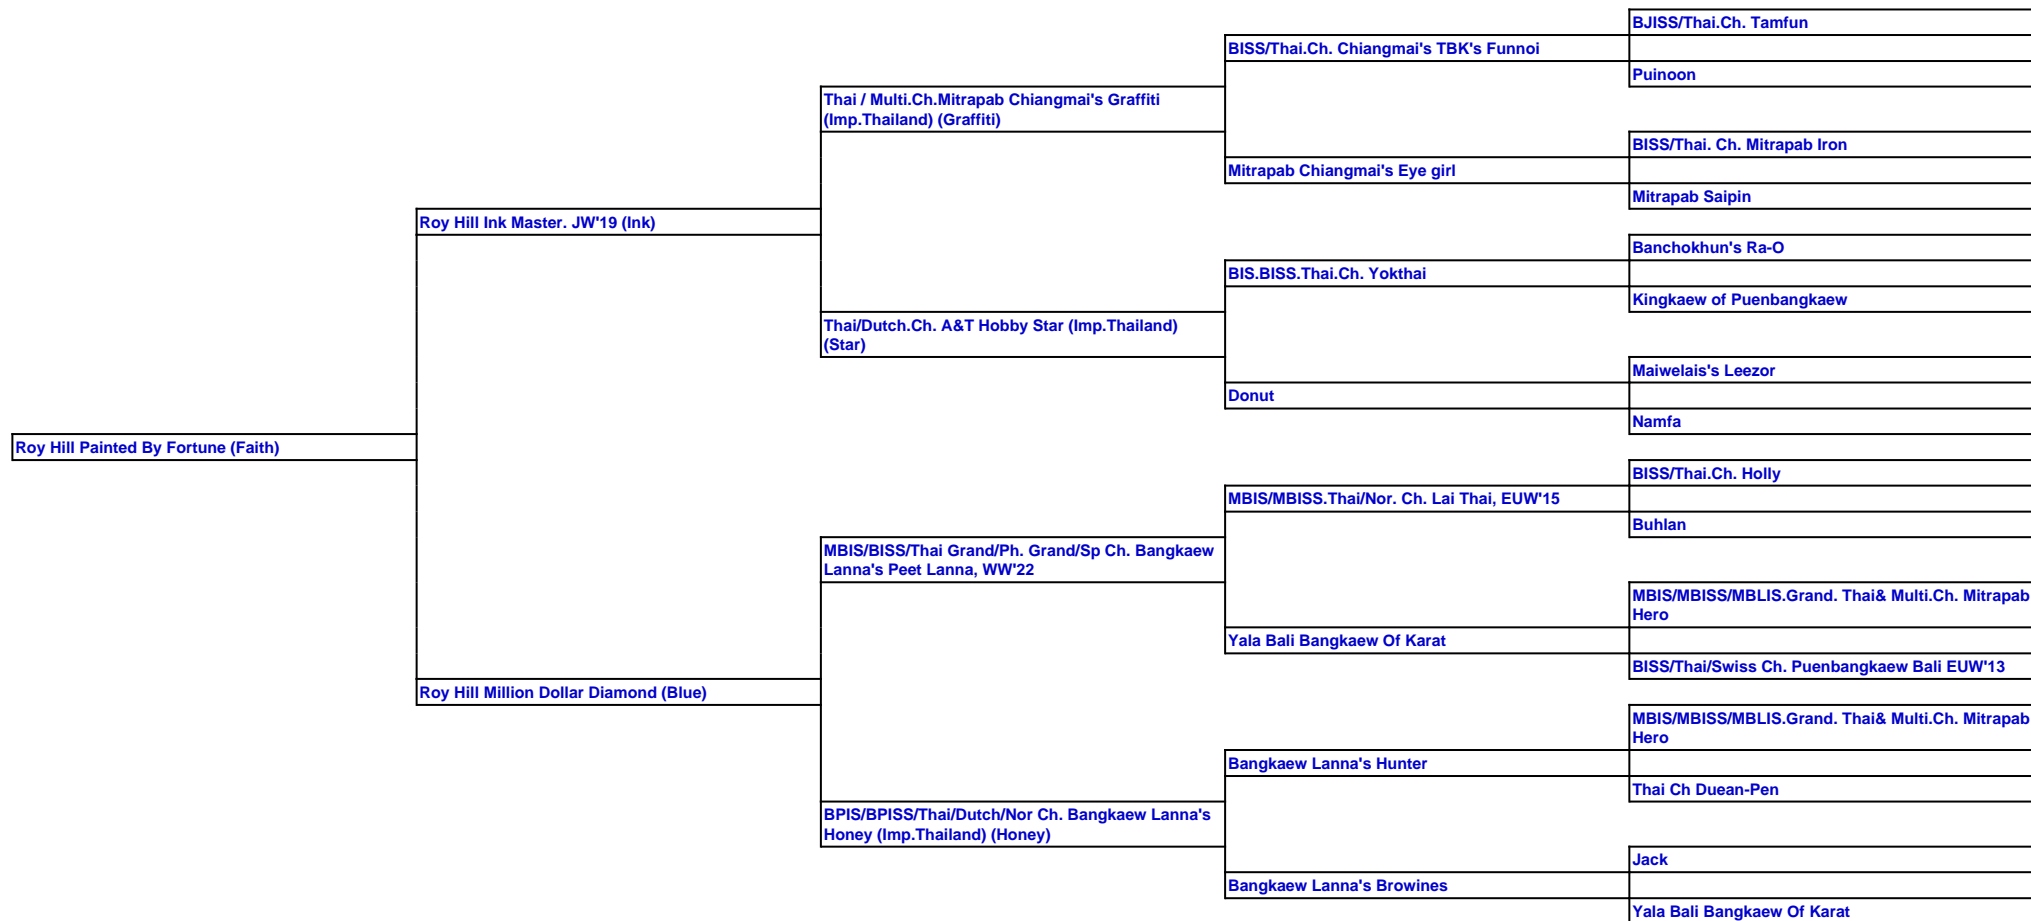 BJISS/Thai.Ch. Tamfun
BISS/Thai.Ch. Chiangmai's TBK's Funnoi
Puinoon
Thai / Multi.Ch.Mitrapab Chiangmai's Graffiti
(Imp.Thailand) (Graffiti)
BISS/Thai. Ch. Mitrapab Iron
Mitrapab Chiangmai's Eye girl
Mitrapab Saipin
Roy Hill Ink Master. JW'19 (Ink)
Banchokhun's Ra-O
BIS.BISS.Thai.Ch. Yokthai
Kingkaew of Puenbangkaew
Thai/Dutch.Ch. A&T Hobby Star (Imp.Thailand)
(Star)
Maiwelais's Leezor
Donut
Namfa
Roy Hill Painted By Fortune (Faith)
BISS/Thai.Ch. Holly
MBIS/MBISS.Thai/Nor. Ch. Lai Thai, EUW'15
Buhlan
MBIS/BISS/Thai Grand/Ph. Grand/Sp Ch. Bangkaew
Lanna's Peet Lanna, WW'22
MBIS/MBISS/MBLIS.Grand. Thai& Multi.Ch. Mitrapab
Hero
Yala Bali Bangkaew Of Karat
BISS/Thai/Swiss Ch. Puenbangkaew Bali EUW'13
Roy Hill Million Dollar Diamond (Blue)
MBIS/MBISS/MBLIS.Grand. Thai& Multi.Ch. Mitrapab
Hero
Bangkaew Lanna's Hunter
Thai Ch Duean-Pen
BPIS/BPISS/Thai/Dutch/Nor Ch. Bangkaew Lanna's
Honey (Imp.Thailand) (Honey)
Jack
Bangkaew Lanna's Browines
Yala Bali Bangkaew Of Karat